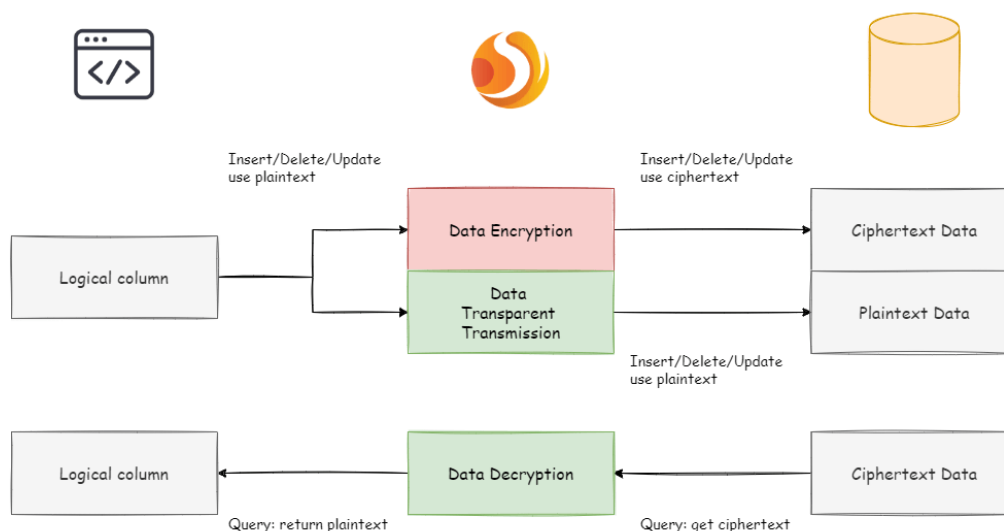 </>
Insert/Delete/Update
use plaintext
Insert/Delete/Update
use ciphertext
Logical column
Data Encryption
Ciphertext Data
Data
Transparent
Transmission
Plaintext Data
Insert/Delete/Update
use plaintext
Logical column
Data Decryption
Ciphertext Data
Query: return plaintext
Query: get ciphertext